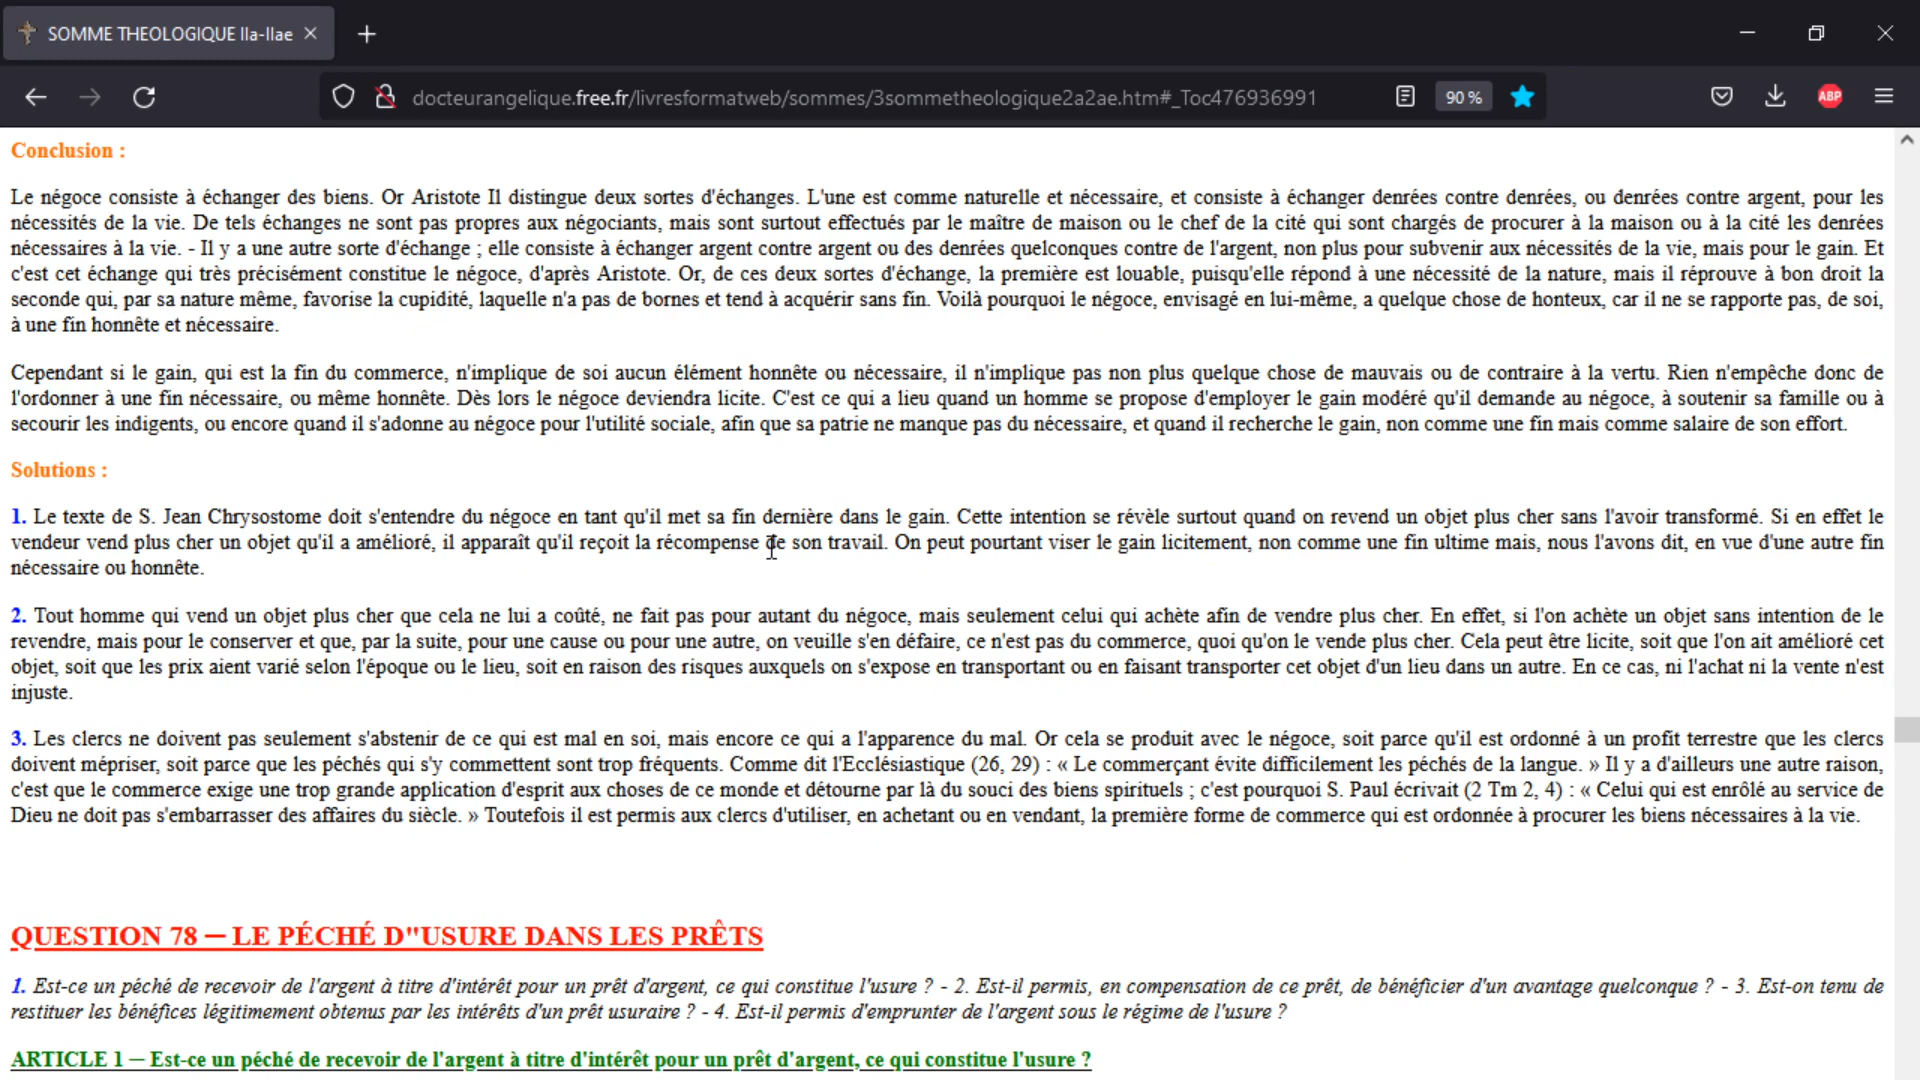 SOMME THEOLOGIQUE IIa-IIae
docteurangelique.free.fr/livresformatweb/sommes/3sommetheologique2a2ae.htm#_Toc476936991
90 %
ABP
Conclusion :
Le négoce consiste à échanger des biens. Or Aristote Il distingue deux sortes d'échanges. L'une est comme naturelle et nécessaire, et consiste à échanger denrées contre denrées, ou denrées contre argent, pour les
nécessités de la vie. De tels échanges ne sont pas propres aux négociants, mais sont surtout effectués par le maître de maison ou le chef de la cité qui sont chargés de procurer à la maison ou à la cité les denrées
nécessaires à la vie. - Il y a une autre sorte d'échange ; elle consiste à échanger argent contre argent ou des denrées quelconques contre de l'argent, non plus pour subvenir aux nécessités de la vie, mais pour le gain. Et
c'est cet échange qui très précisément constitue le négoce, d'après Aristote. Or, de ces deux sortes d'échange, la première est louable, puisqu'elle répond à une nécessité de la nature, mais il réprouve à bon droit la
seconde qui, par sa nature même, favorise la cupidité, laquelle n'a pas de bornes et tend à acquérir sans fin. Voilà pourquoi le négoce, envisagé en lui-même, a quelque chose de honteux, car il ne se rapporte pas, de soi,
à une fin honnête et nécessaire.
Cependant si le gain, qui est la fin du commerce, n'implique de soi aucun élément honnête ou nécessaire, il n'implique pas non plus quelque chose de mauvais ou de contraire à la vertu. Rien n'empêche donc de
l'ordonner à une fin nécessaire, ou même honnête. Dès lors le négoce deviendra licite. C'est ce qui a lieu quand un homme se propose d'employer le gain modéré qu'il demande au négoce, à soutenir sa famille ou à
secourir les indigents, ou encore quand il s'adonne au négoce pour l'utilité sociale, afin que sa patrie ne manque pas du nécessaire, et quand il recherche le gain, non comme une fin mais comme salaire de son effort.
Solutions :
1. Le texte de S. Jean Chrysostome doit s'entendre du négoce en tant qu'il met sa fin dernière dans le gain. Cette intention se révèle surtout quand on revend un objet plus cher sans l'avoir transformé. Si en effet le
vendeur vend plus cher un objet qu'il a amélioré, il apparaît qu'il reçoit la récompense de son travail. On peut pourtant viser le gain licitement, non comme une fin ultime mais, nous l'avons dit, en vue d'une autre fin
nécessaire ou honnête.
2. Tout homme qui vend un objet plus cher que cela ne lui a coûté, ne fait pas pour autant du négoce, mais seulement celui qui achète afin de vendre plus cher. En effet, si l'on achète un objet sans intention de le
revendre, mais pour le conserver et que, par la suite, pour une cause ou pour une autre, on veuille s'en défaire, ce n'est pas du commerce, quoi qu'on le vende plus cher. Cela peut être licite, soit que l'on ait amélioré cet
objet, soit que les prix aient varié selon l'époque ou le lieu, soit en raison des risques auxquels on s'expose en transportant ou en faisant transporter cet objet d'un lieu dans un autre. En ce cas, ni l'achat ni la vente n'est
injuste.
3. Les clercs ne doivent pas seulement s'abstenir de ce qui est mal en soi, mais encore ce qui a l'apparence du mal. Or cela se produit avec le négoce, soit parce qu'il est ordonné à un profit terrestre que les clercs
doivent mépriser, soit parce que les péchés qui s'y commettent sont trop fréquents. Comme dit l'Ecclésiastique (26, 29) : « Le commerçant évite difficilement les péchés de la langue. » Il y a d'ailleurs une autre raison,
c'est que le commerce exige une trop grande application d'esprit aux choses de ce monde et détourne par là du souci des biens spirituels ; c'est pourquoi S. Paul écrivait (2 Tm 2, 4) : « Celui qui est enrôlé au service de
Dieu ne doit pas s'embarrasser des affaires du siècle. » Toutefois il est permis aux clercs d'utiliser, en achetant ou en vendant, la première forme de commerce qui est ordonnée à procurer les biens nécessaires à la vie.
QUESTION 78 — LE PÉCHÉ D"USURE DANS LES PRÊTS
1. Est-ce un péché de recevoir de l'argent à titre d'intérêt pour un prêt d'argent, ce qui constitue l'usure ? - 2. Est-il permis, en compensation de ce prêt, de bénéficier d'un avantage quelconque ? - 3. Est-on tenu de
restituer les bénéfices légitimement obtenus par les intérêts d'un prêt usuraire ? - 4. Est-il permis d'emprunter de l'argent sous le régime de l'usure ?
ARTICLE 1 — Est-ce un péché de recevoir de l'argent à titre d'intérêt pour un prêt d'argent, ce qui constitue l'usure ?